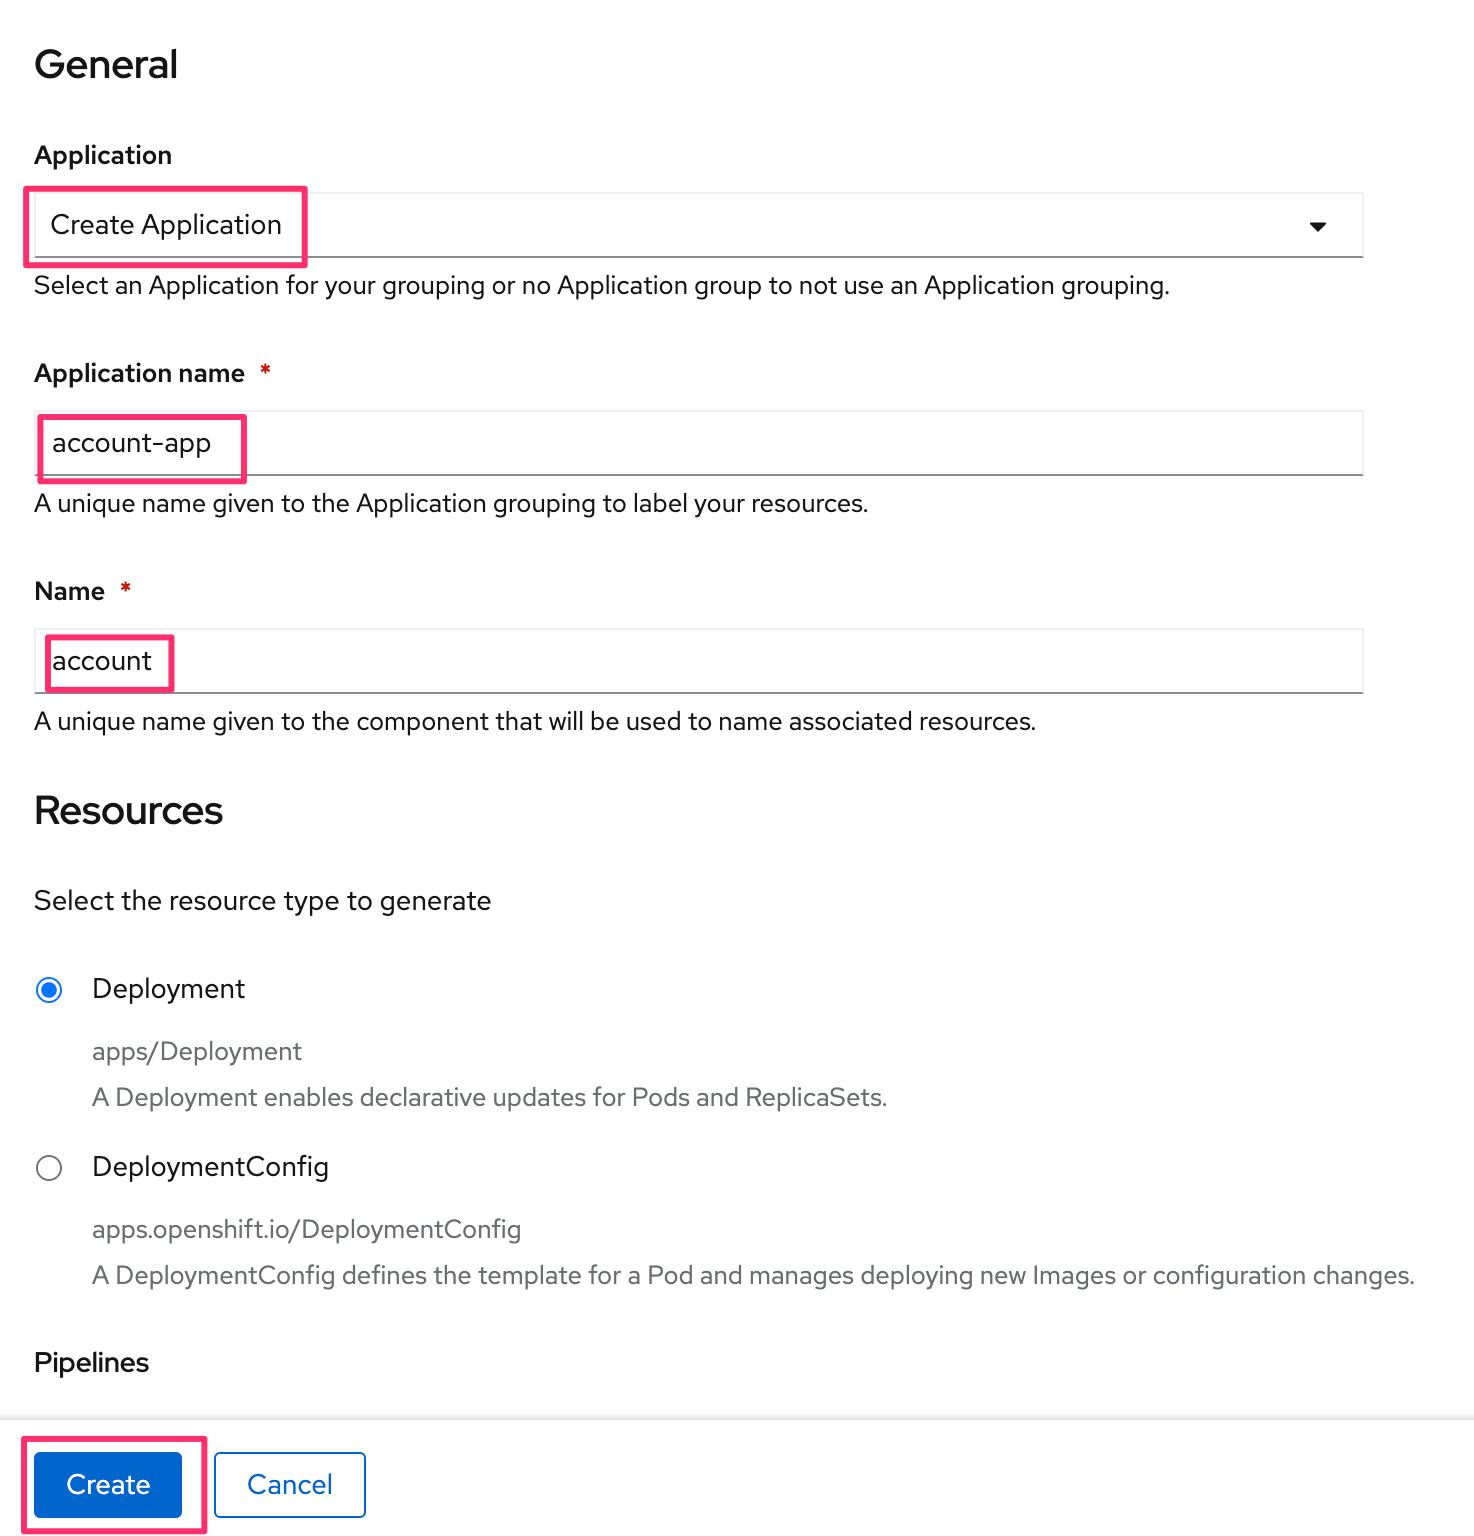 General
Application
Create Application
Select an Application for your grouping or no Application group to not use an Application grouping.
Application name *
account-app
A unique name given to the Application grouping to label your resources.
Name *
account
A unique name given to the component that will be used to name associated resources.
Resources
Select the resource type to generate
Deployment
apps/Deployment
A Deployment enables declarative updates for Pods and ReplicaSets.
DeploymentConfig
apps.openshift.io/DeploymentConfig
A DeploymentConfig defines the template for a Pod and manages deploying new Images or configuration changes.
Pipelines
Create Cancel